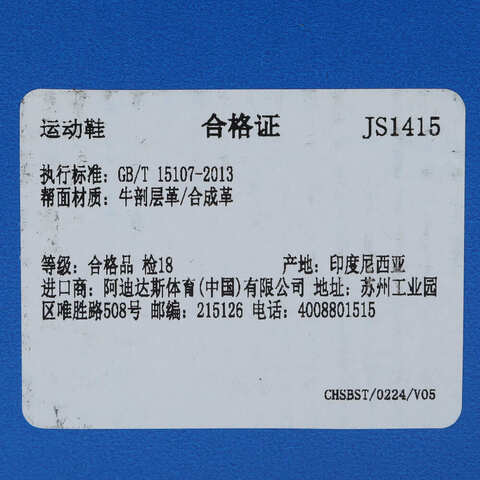 运动鞋 合格证 JS1415
执行标准: GB/T 15107-2013
帮面材质: 牛剖层革/合成革
等级: 合格品 检18 产地: 印度尼西亚
进口商: 阿迪达斯体育(中国)有限公司 地址: 苏州工业园
区唯胜路508号 邮编: 215126 电话: 4008801515
CHSBST/0224/V05